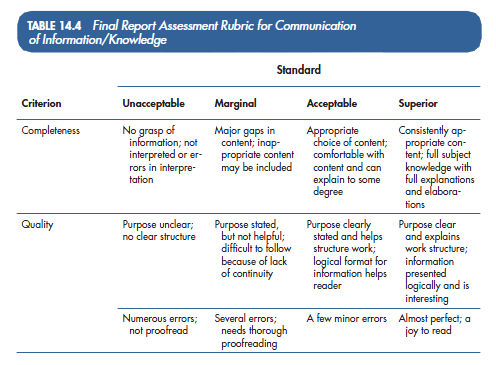 TABLE 14.4 Final Report Assessment Rubric for Communication
of Information/Knowledge
Standard
Criterion Unacceptable Marginal Acceptable Superior
Completeness No grasp of Major gaps in Appropriate Consistently ap-
information; not content; inap- choice of content; propriate con-
interpreted or er- propriate content comfortable with tent; full subject
rors in interpre- may be included content and can knowledge with
tation explain to some full explanations
degree and elabora-
tions
Quality Purpose unclear; Purpose stated, Purpose clearly Purpose clear
no clear structure but not helpful; stated and helps and explains
difficult to follow structure work; work structure;
because of lack logical format for information
of continuity information helps presented
reader logically and is
interesting
Numerous errors; Several errors; A few minor errors Almost perfect; a
not proofread needs thorough joy to read
proofreading